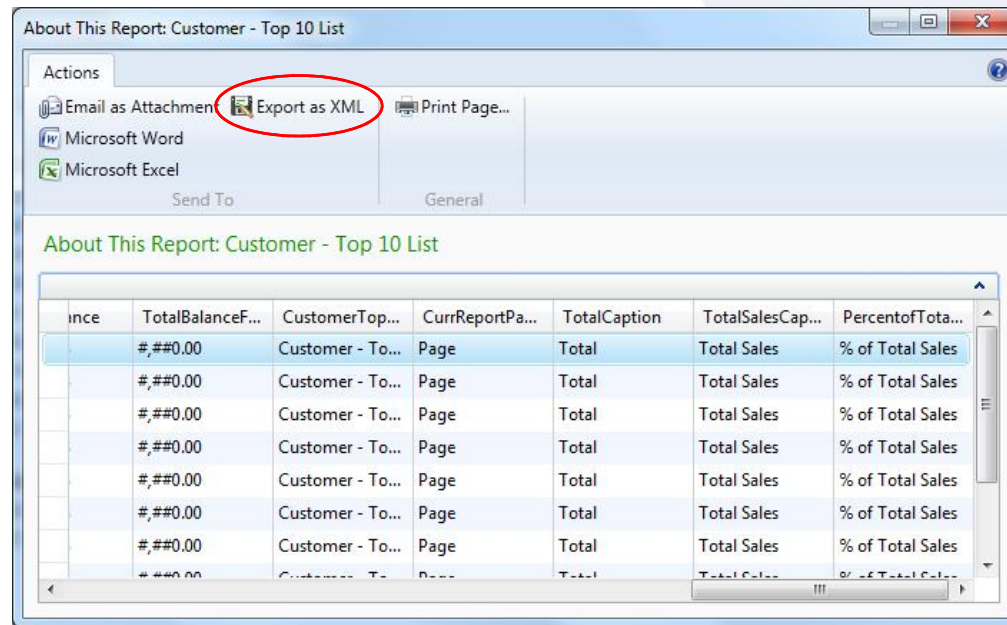 About This Report: Customer - Top 10 List
Actions
Email as Attachment Export as XML Print Page...
Microsoft Word
Microsoft Excel
Send To General
About This Report: Customer - Top 10 List
TotalBalanceF... CustomerTop... CurrReportPa... TotalCaption TotalSalesCap... PercentofTota...
#,##0.00 Customer - To... Page Total Total Sales % of Total Sales
#,##0.00 Customer - To... Page Total Total Sales % of Total Sales
#,##0.00 Customer - To... Page Total Total Sales % of Total Sales
#,##0.00 Customer - To... Page Total Total Sales % of Total Sales
#,##0.00 Customer - To... Page Total Total Sales % of Total Sales
#,##0.00 Customer - To... Page Total Total Sales % of Total Sales
#,##0.00 Customer - To... Page Total Total Sales % of Total Sales